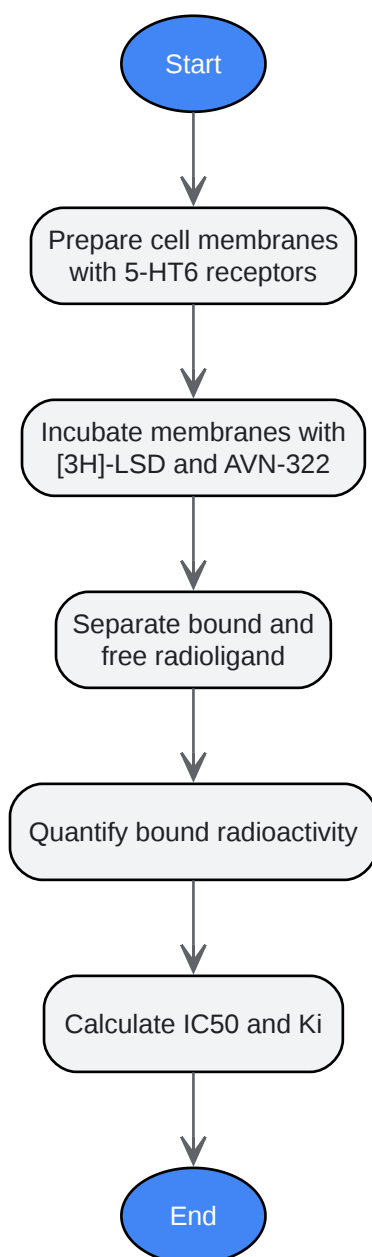 Start
Prepare cell membranes
with 5-HT6 receptors
Incubate membranes with
[3H]-LSD and AVN-322
Separate bound and
free radioligand
Quantify bound radioactivity
Calculate IC50 and Ki
End